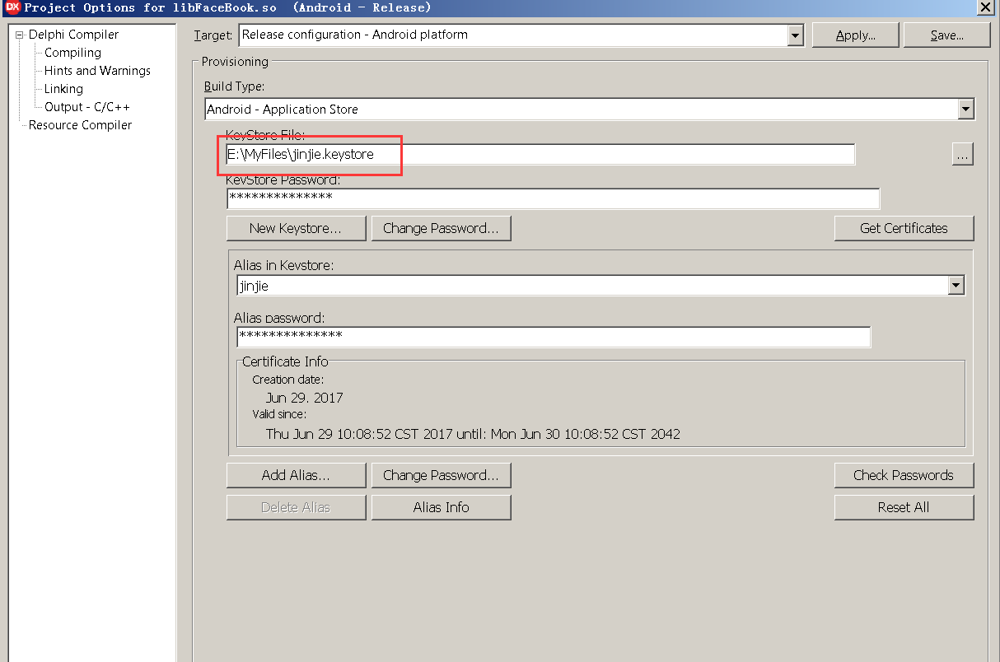 DX Project Options for libFaceBook.so (Android - Release)
Delphi Compiler
Compiling
Hints and Warnings
Linking
Output - C/C++
Resource Compiler
Target: Release configuration - Android platform Apply... Save...
Provisioning
Build Type:
Android - Application Store
KeyStore File:
E:\MyFiles\jinjie.keystore ...
KeyStore Password:
**************
New Keystore... Change Password... Get Certificates
Alias in Keystore:
jinjie
Alias password:
**************
Certificate Info
Creation date:
Jun 29. 2017
Valid since:
Thu Jun 29 10:08:52 CST 2017 until: Mon Jun 30 10:08:52 CST 2042
Add Alias... Change Password... Check Passwords
Delete Alias Alias Info Reset All